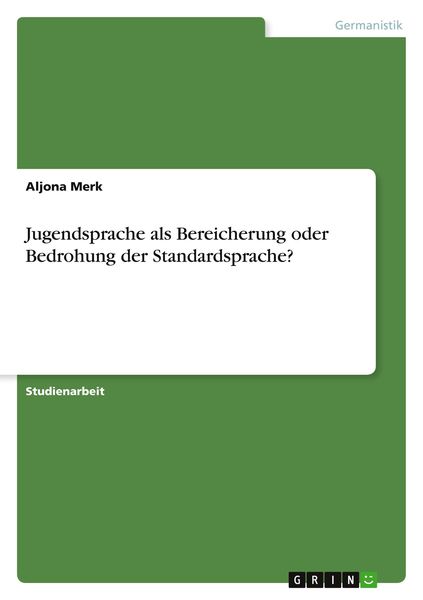 Germanistik
Aljona Merk
Jugendsprache als Bereicherung oder
Bedrohung der Standardsprache?
Studienarbeit
GRIN